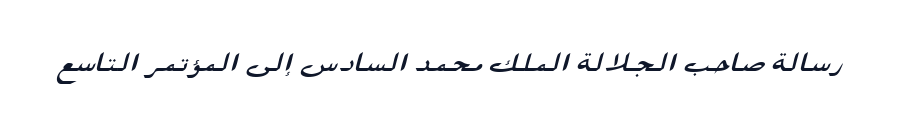 رسالة صاحب الجلالة الملك محمد السادس إلى المؤتمر التاسع